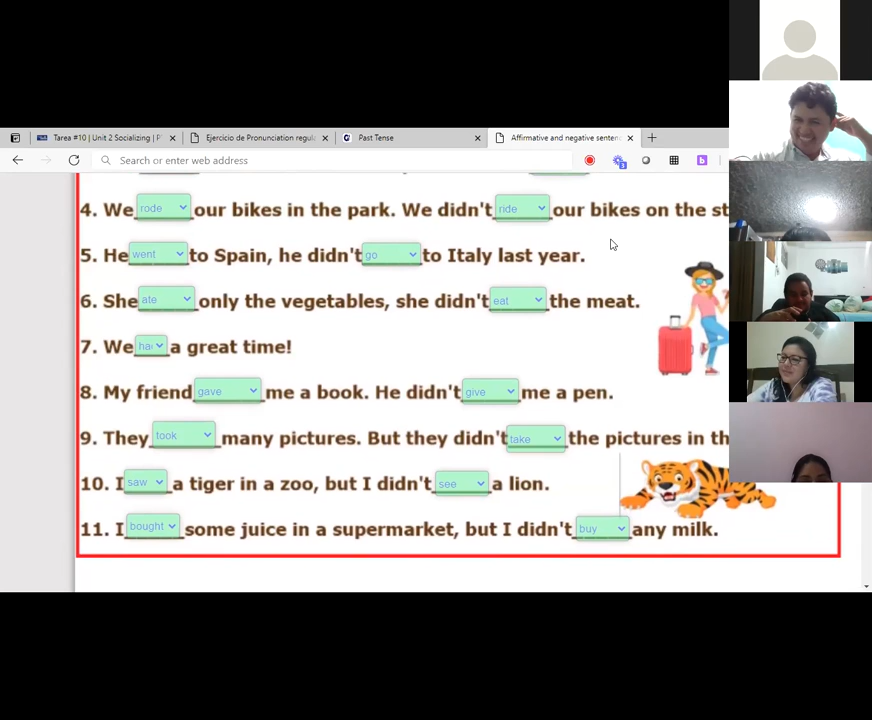 Tarea #10 | Unit 2 Socializing | P
Ejercicio de Pronunciation regul
Past Tense
Affirmative and negative senten
Search or enter web address
3
b
4. We rode our bikes in the park. We didn't ride our bikes on the st
5. He went to Spain, he didn't go to Italy last year.
6. She ate only the vegetables, she didn't eat the meat.
7. We ha a great time!
8. My friend gave me a book. He didn't give me a pen.
9. They took many pictures. But they didn't take the pictures in th
10. I saw a tiger in a zoo, but I didn't see a lion.
11. I bought some juice in a supermarket, but I didn't buy any milk.